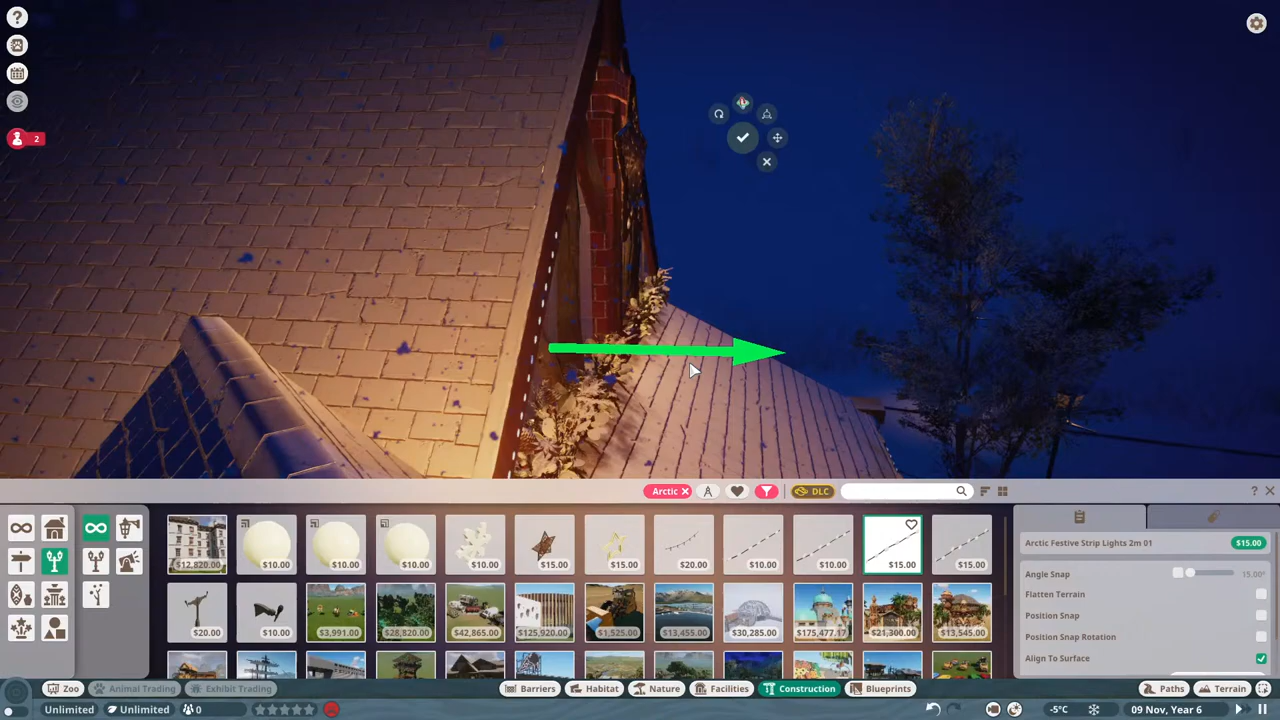 ?
2
Arctic ×
DLC
?
$12,820.00
$10.00
$10.00
$10.00
$10.00
$15.00
$15.00
$20.00
$10.00
$10.00
$15.00
$15.00
Arctic Festive Strip Lights 2m 01
$15.00
Angle Snap
15.00°
Flatten Terrain
Position Snap
Position Snap Rotation
Align To Surface
$20.00
$10.00
$3,991.00
$28,820.00
$42,865.00
$125,920.00
$1,525.00
$13,455.00
$30,285.00
$175,477.17
$21,300.00
$13,545.00
Zoo
Animal Trading
Exhibit Trading
Barriers
Habitat
Nature
Facilities
Construction
Blueprints
Paths
Terrain
Unlimited
Unlimited
0
-5°C
09 Nov, Year 6